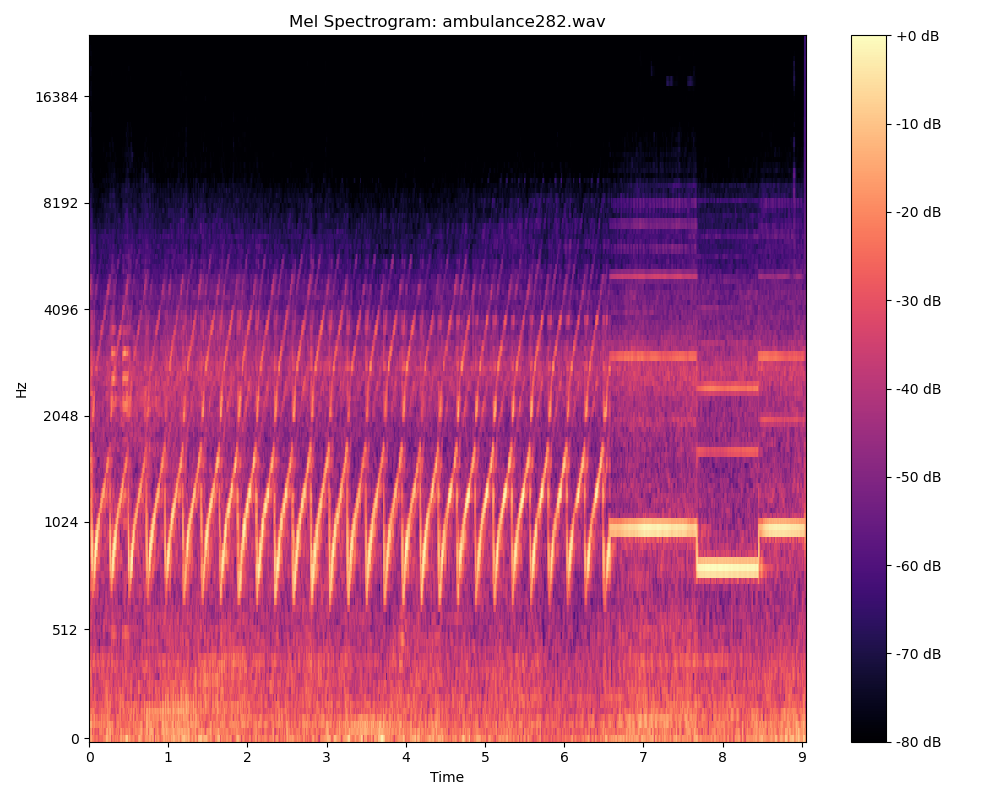 Mel Spectrogram: ambulance282.wav
+0 dB
16384
-10 dB
-20 dB
8192
-30 dB
4096
Hz
-40 dB
2048
-50 dB
1024
-60 dB
512
-70 dB
0
-80 dB
0 1 2 3 4 5 6 7 8 9
Time